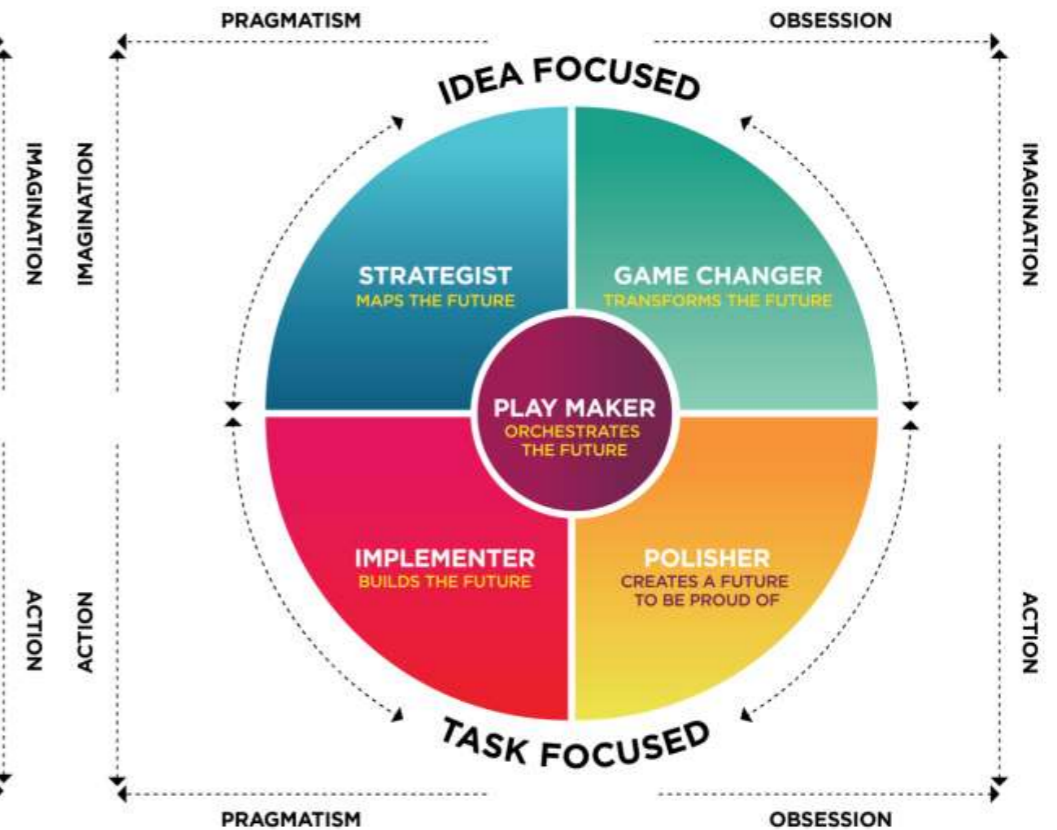 PRAGMATISM
OBSESSION
IDEA FOCUSED
IMAGINATION
IMAGINATION
IMAGINATION
STRATEGIST
MAPS THE FUTURE
GAME CHANGER
TRANSFORMS THE FUTURE
PLAY MAKER
ORCHESTRATES
THE FUTURE
IMPLEMENTER
BUILDS THE FUTURE
POLISHER
CREATES A FUTURE
TO BE PROUD OF
ACTION
ACTION
ACTION
TASK FOCUSED
PRAGMATISM
OBSESSION